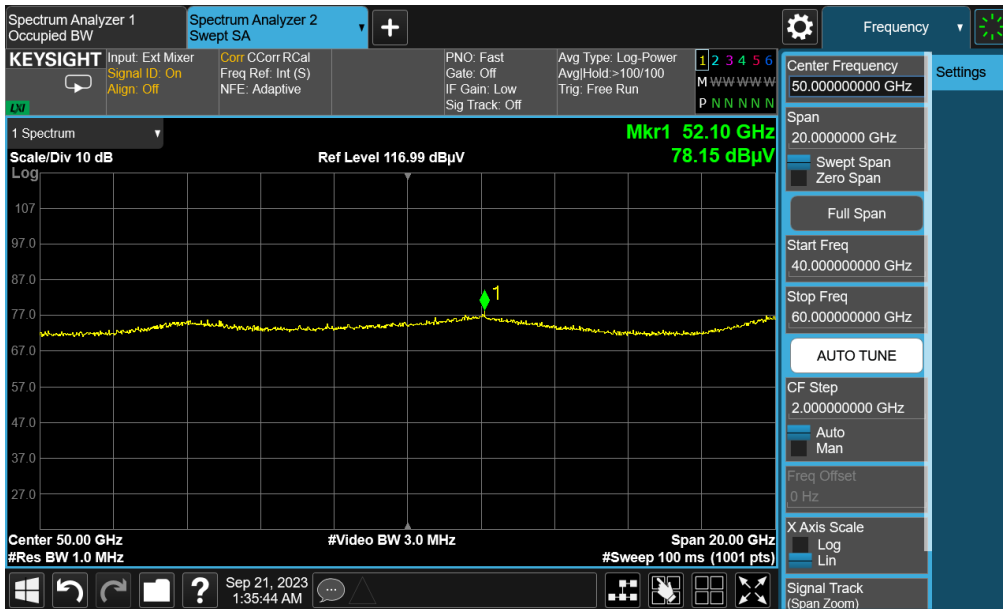 Spectrum Analyzer 1
Occupied BW
Spectrum Analyzer 2
Swept SA
Frequency
KEYSIGHT
LXI
Input: Ext Mixer
Signal ID: On
Align: Off
Corr CCorr RCal
Freq Ref: Int (S)
NFE: Adaptive
PNO: Fast
Gate: Off
IF Gain: Low
Sig Track: Off
Avg Type: Log-Power
Avg|Hold:>100/100
Trig: Free Run
1 2 3 4 5 6
M W W W W W
P N N N N N
1 Spectrum
Scale/Div 10 dB
Ref Level 116.99 dBµV
Mkr1 52.10 GHz
78.15 dBµV
Log
107
97.0
87.0
77.0
67.0
57.0
47.0
37.0
27.0
1
Center 50.00 GHz
#Video BW 3.0 MHz
Span 20.00 GHz
#Res BW 1.0 MHz
#Sweep 100 ms (1001 pts)
Center Frequency
50.000000000 GHz
Settings
Span
20.0000000 GHz
Swept Span
Zero Span
Full Span
Start Freq
40.000000000 GHz
Stop Freq
60.000000000 GHz
AUTO TUNE
CF Step
2.000000000 GHz
Auto
Man
Freq Offset
0 Hz
X Axis Scale
Log
Lin
Signal Track
(Span Zoom)
?
Sep 21, 2023
1:35:44 AM